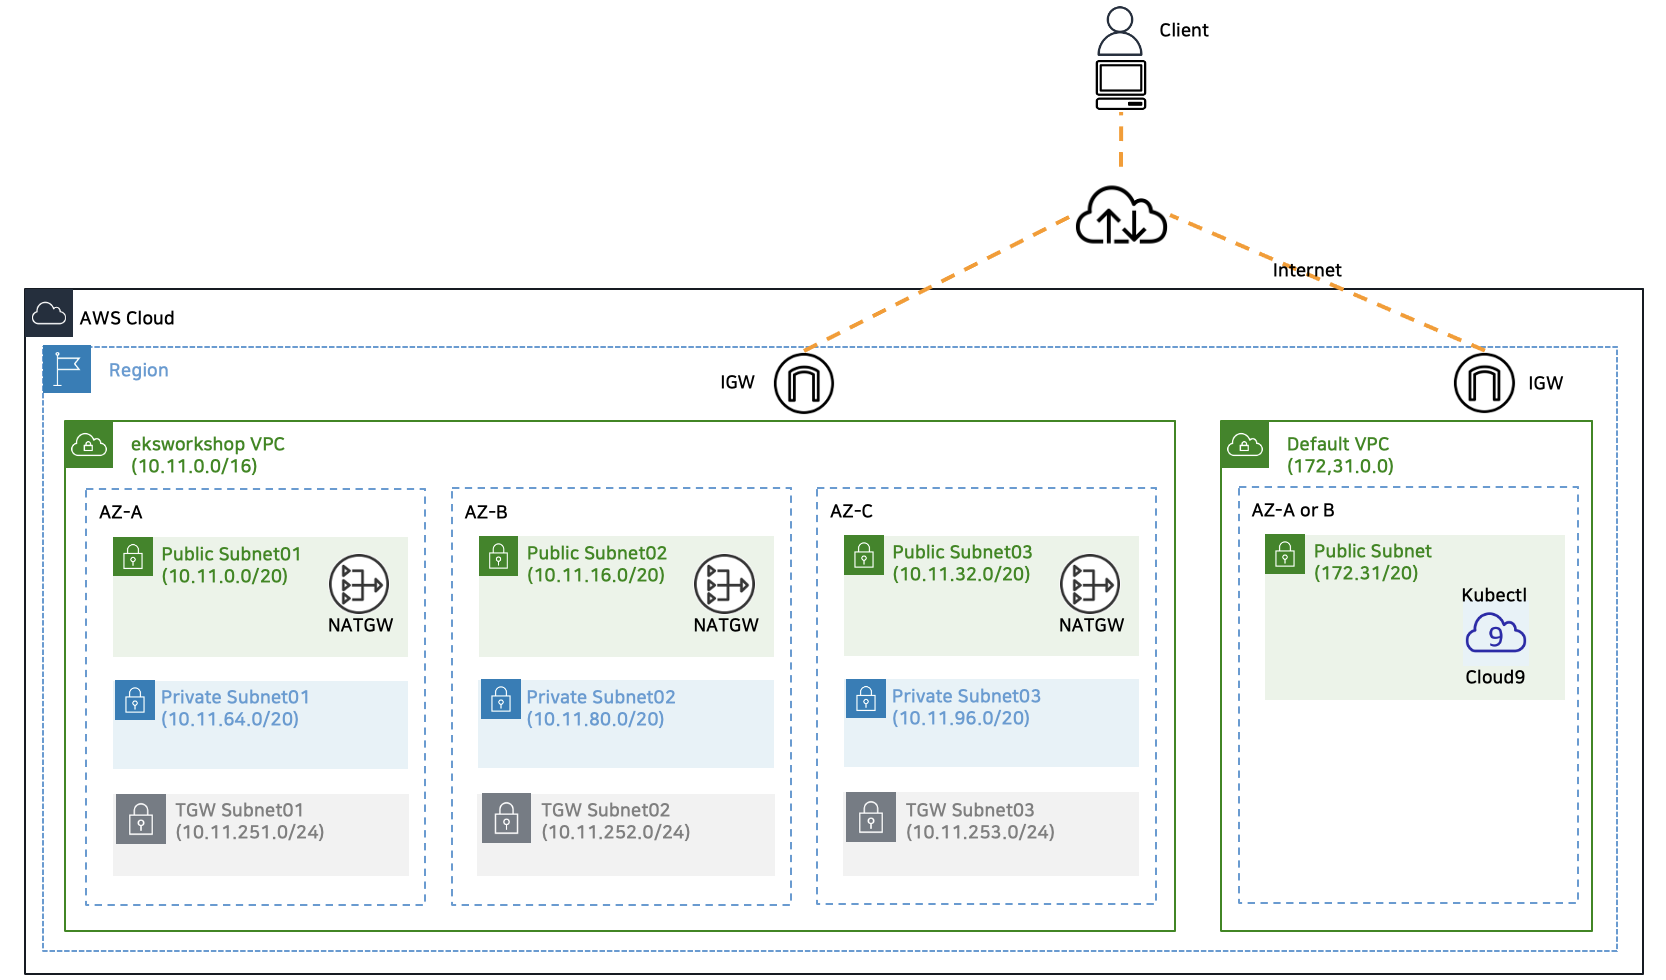 Client
Internet
AWS Cloud
Region
IGW
IGW
eksworkshop VPC
(10.11.0.0/16)
AZ-A
Public Subnet01
(10.11.0.0/20)
NATGW
Private Subnet01
(10.11.64.0/20)
TGW Subnet01
(10.11.251.0/24)
AZ-B
Public Subnet02
(10.11.16.0/20)
NATGW
Private Subnet02
(10.11.80.0/20)
TGW Subnet02
(10.11.252.0/24)
AZ-C
Public Subnet03
(10.11.32.0/20)
NATGW
Private Subnet03
(10.11.96.0/20)
TGW Subnet03
(10.11.253.0/24)
Default VPC
(172,31.0.0)
AZ-A or B
Public Subnet
(172.31/20)
Kubectl
9
Cloud9